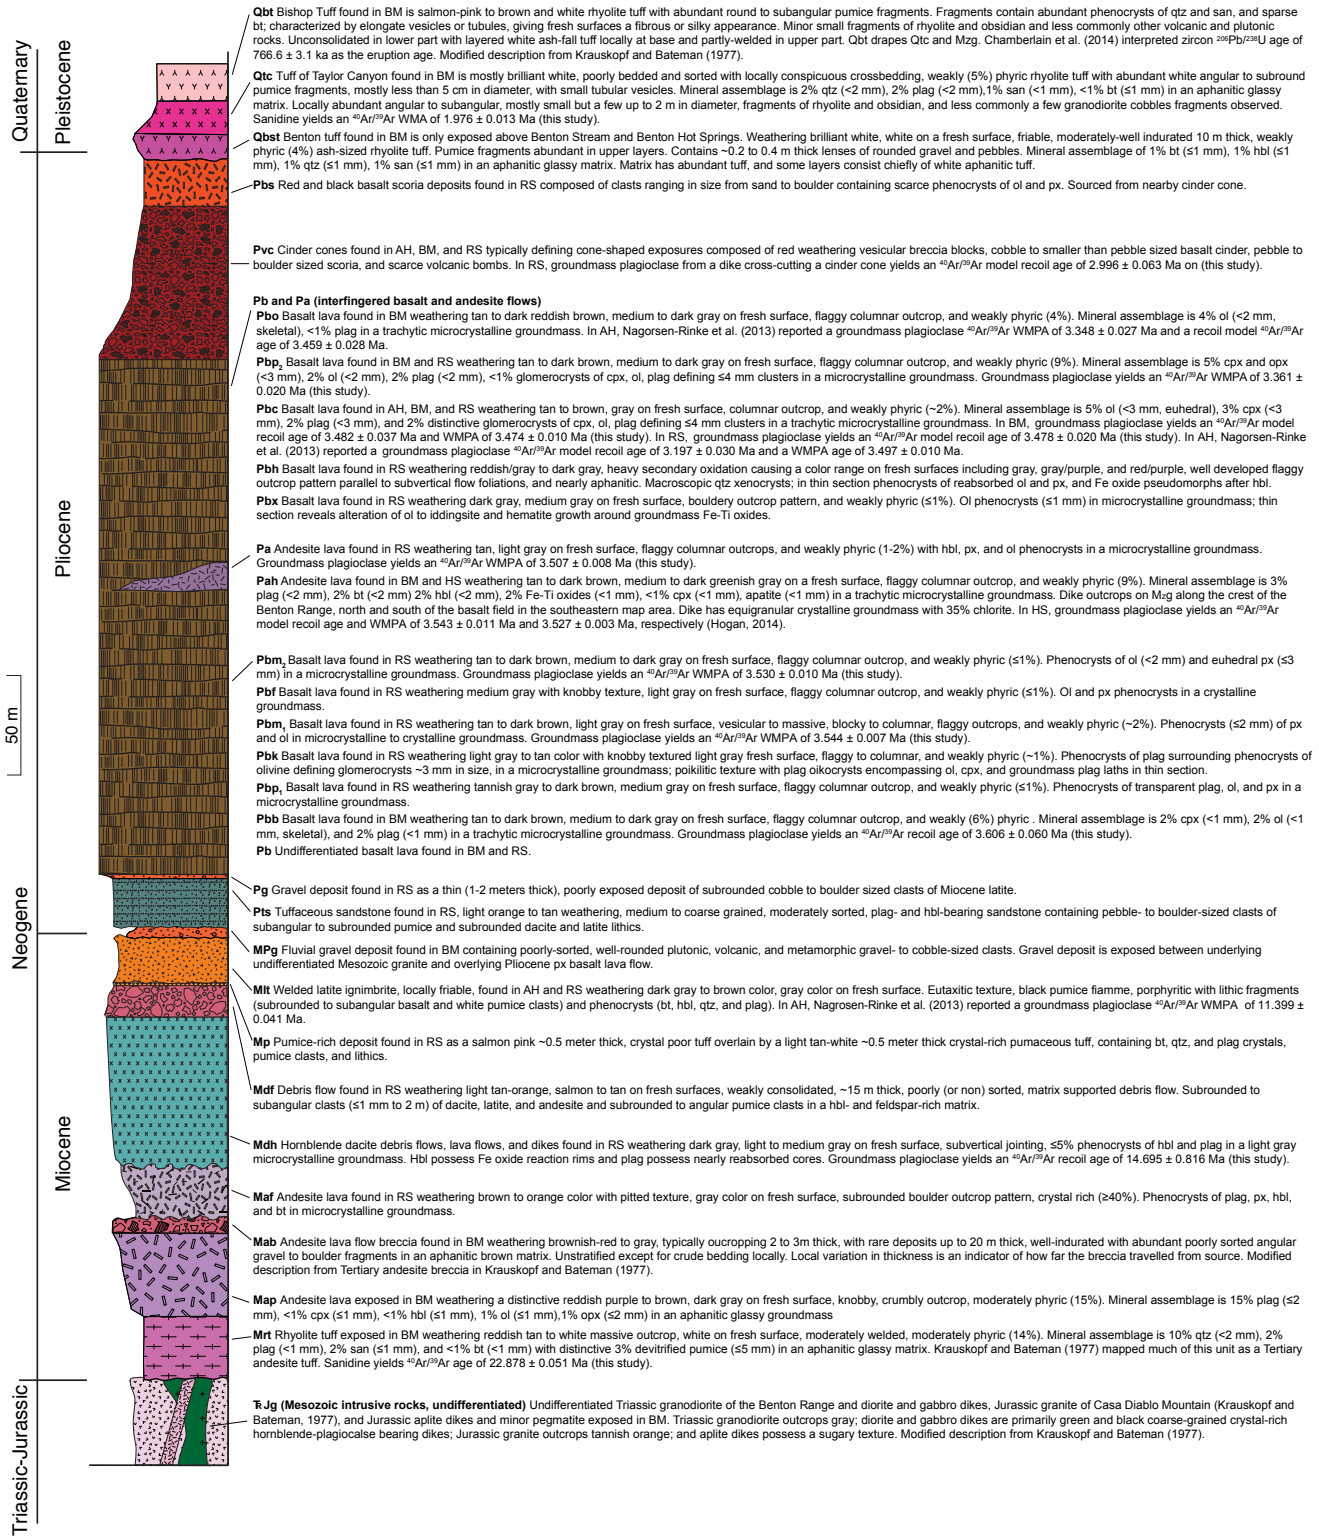 Quaternary
Pleistocene
Pliocene
Neogene
Miocene
Triassic-Jurassic
50 m
Qbt Bishop Tuff found in BM is salmon-pink to brown and white rhyolite tuff with abundant round to subangular pumice fragments. Fragments contain abundant phenocrysts of qtz and san, and sparse
bt; characterized by elongate vesicles or tubules, giving fresh surfaces a fibrous or silky appearance. Minor small fragments of rhyolite and obsidian and less commonly other volcanic and plutonic
rocks. Unconsolidated in lower part with layered white ash-fall tuff locally at base and partly-welded in upper part. Qbt drapes Qtc and Mzg. Chamberlain et al. (2014) interpreted zircon ²⁰⁶Pb/²³⁸U age of
766.6 ± 3.1 ka as the eruption age. Modified description from Krauskopf and Bateman (1977).
Qtc Tuff of Taylor Canyon found in BM is mostly brilliant white, poorly bedded and sorted with locally conspicuous crossbedding, weakly (5%) phyric rhyolite tuff with abundant white angular to subround
pumice fragments, mostly less than 5 cm in diameter, with small tubular vesicles. Mineral assemblage is 2% qtz (<2 mm), 2% plag (<2 mm),1% san (<1 mm), <1% bt (≤1 mm) in an aphanitic glassy
matrix. Locally abundant angular to subangular, mostly small but a few up to 2 m in diameter, fragments of rhyolite and obsidian, and less commonly a few granodiorite cobbles fragments observed.
Sanidine yields an ⁴⁰Ar/³⁹Ar WMA of 1.976 ± 0.013 Ma (this study).
Qbst Benton tuff found in BM is only exposed above Benton Stream and Benton Hot Springs. Weathering brilliant white, white on a fresh surface, friable, moderately-well indurated 10 m thick, weakly
phyric (4%) ash-sized rhyolite tuff. Pumice fragments abundant in upper layers. Contains ~0.2 to 0.4 m thick lenses of rounded gravel and pebbles. Mineral assemblage of 1% bt (≤1 mm), 1% hbl (≤1
mm), 1% qtz (≤1 mm), 1% san (≤1 mm) in an aphanitic glassy matrix. Matrix has abundant tuff, and some layers consist chiefly of white aphanitic tuff.
Pbs Red and black basalt scoria deposits found in RS composed of clasts ranging in size from sand to boulder containing scarce phenocrysts of ol and px. Sourced from nearby cinder cone.
Pvc Cinder cones found in AH, BM, and RS typically defining cone-shaped exposures composed of red weathering vesicular breccia blocks, cobble to smaller than pebble sized basalt cinder, pebble to
boulder sized scoria, and scarce volcanic bombs. In RS, groundmass plagioclase from a dike cross-cutting a cinder cone yields an ⁴⁰Ar/³⁹Ar model recoil age of 2.996 ± 0.063 Ma on (this study).
Pb and Pa (interfingered basalt and andesite flows)
Pbo Basalt lava found in BM weathering tan to dark reddish brown, medium to dark gray on fresh surface, flaggy columnar outcrop, and weakly phyric (4%). Mineral assemblage is 4% ol (<2 mm,
skeletal), <1% plag in a trachytic microcrystalline groundmass. In AH, Nagorsen-Rinke et al. (2013) reported a groundmass plagioclase ⁴⁰Ar/³⁹Ar WMPA of 3.348 ± 0.027 Ma and a recoil model ⁴⁰Ar/³⁹Ar
age of 3.459 ± 0.028 Ma.
Pbp₂ Basalt lava found in BM and RS weathering tan to dark brown, medium to dark gray on fresh surface, flaggy columnar outcrop, and weakly phyric (9%). Mineral assemblage is 5% cpx and opx
(<3 mm), 2% ol (<2 mm), 2% plag (<2 mm), <1% glomerocrysts of cpx, ol, plag defining ≤4 mm clusters in a microcrystalline groundmass. Groundmass plagioclase yields an ⁴⁰Ar/³⁹Ar WMPA of 3.361 ±
0.020 Ma (this study).
Pbc Basalt lava found in AH, BM, and RS weathering tan to brown, gray on fresh surface, columnar outcrop, and weakly phyric (~2%). Mineral assemblage is 5% ol (<3 mm, euhedral), 3% cpx (<3
mm), 2% plag (<3 mm), and 2% distinctive glomerocrysts of cpx, ol, plag defining ≤4 mm clusters in a trachytic microcrystalline groundmass. In BM, groundmass plagioclase yields an ⁴⁰Ar/³⁹Ar model
recoil age of 3.482 ± 0.037 Ma and WMPA of 3.474 ± 0.010 Ma (this study). In RS, groundmass plagioclase yields an ⁴⁰Ar/³⁹Ar model recoil age of 3.478 ± 0.020 Ma (this study). In AH, Nagorsen-Rinke
et al. (2013) reported a groundmass plagioclase ⁴⁰Ar/³⁹Ar model recoil age of 3.197 ± 0.030 Ma and a WMPA age of 3.497 ± 0.010 Ma.
Pbh Basalt lava found in RS weathering reddish/gray to dark gray, heavy secondary oxidation causing a color range on fresh surfaces including gray, gray/purple, and red/purple, well developed flaggy
outcrop pattern parallel to subvertical flow foliations, and nearly aphanitic. Macroscopic qtz xenocrysts; in thin section phenocrysts of reabsorbed ol and px, and Fe oxide pseudomorphs after hbl.
Pbx Basalt lava found in RS weathering dark gray, medium gray on fresh surface, bouldery outcrop pattern, and weakly phyric (≤1%). Ol phenocrysts (≤1 mm) in microcrystalline groundmass; thin
section reveals alteration of ol to iddingsite and hematite growth around groundmass Fe-Ti oxides.
Pa Andesite lava found in RS weathering tan, light gray on fresh surface, flaggy columnar outcrops, and weakly phyric (1-2%) with hbl, px, and ol phenocrysts in a microcrystalline groundmass.
Groundmass plagioclase yields an ⁴⁰Ar/³⁹Ar WMPA of 3.507 ± 0.008 Ma (this study).
Pah Andesite lava found in BM and HS weathering tan to dark brown, medium to dark greenish gray on a fresh surface, flaggy columnar outcrop, and weakly phyric (9%). Mineral assemblage is 3%
plag (<2 mm), 2% bt (<2 mm) 2% hbl (<2 mm), 2% Fe-Ti oxides (<1 mm), <1% cpx (<1 mm), apatite (<1 mm) in a trachytic microcrystalline groundmass. Dike outcrops on Mzg along the crest of the
Benton Range, north and south of the basalt field in the southeastern map area. Dike has equigranular crystalline groundmass with 35% chlorite. In HS, groundmass plagioclase yields an ⁴⁰Ar/³⁹Ar
model recoil age and WMPA of 3.543 ± 0.011 Ma and 3.527 ± 0.003 Ma, respectively (Hogan, 2014).
Pbm₂ Basalt lava found in RS weathering tan to dark brown, medium to dark gray on fresh surface, flaggy columnar outcrop, and weakly phyric (≤1%). Phenocrysts of ol (<2 mm) and euhedral px (≤3
mm) in a microcrystalline groundmass. Groundmass plagioclase yields an ⁴⁰Ar/³⁹Ar WMPA of 3.530 ± 0.010 Ma (this study).
Pbf Basalt lava found in RS weathering medium gray with knobby texture, light gray on fresh surface, flaggy columnar outcrop, and weakly phyric (≤1%). Ol and px phenocrysts in a crystalline
groundmass.
Pbm₁ Basalt lava found in RS weathering tan to dark brown, light gray on fresh surface, vesicular to massive, blocky to columnar, flaggy outcrops, and weakly phyric (~2%). Phenocrysts (≤2 mm) of px
and ol in microcrystalline to crystalline groundmass. Groundmass plagioclase yields an ⁴⁰Ar/³⁹Ar WMPA of 3.544 ± 0.007 Ma (this study).
Pbk Basalt lava found in RS weathering light gray to tan color with knobby textured light gray fresh surface, flaggy to columnar, and weakly phyric (~1%). Phenocrysts of plag surrounding phenocrysts of
olivine defining glomerocrysts ~3 mm in size, in a microcrystalline groundmass; poikilitic texture with plag oikocrysts encompassing ol, cpx, and groundmass plag laths in thin section.
Pbp₁ Basalt lava found in RS weathering tannish gray to dark brown, medium gray on fresh surface, flaggy columnar outcrop, and weakly phyric (≤1%). Phenocrysts of transparent plag, ol, and px in a
microcrystalline groundmass.
Pbb Basalt lava found in BM weathering tan to dark brown, medium to dark gray on fresh surface, flaggy columnar outcrop, and weakly (6%) phyric . Mineral assemblage is 2% cpx (<1 mm), 2% ol (<1
mm, skeletal), and 2% plag (<1 mm) in a trachytic microcrystalline groundmass. Groundmass plagioclase yields an ⁴⁰Ar/³⁹Ar recoil age of 3.606 ± 0.060 Ma (this study).
Pb Undifferentiated basalt lava found in BM and RS.
Pg Gravel deposit found in RS as a thin (1-2 meters thick), poorly exposed deposit of subrounded cobble to boulder sized clasts of Miocene latite.
Pts Tuffaceous sandstone found in RS, light orange to tan weathering, medium to coarse grained, moderately sorted, plag- and hbl-bearing sandstone containing pebble- to boulder-sized clasts of
subangular to subrounded pumice and subrounded dacite and latite lithics.
MPg Fluvial gravel deposit found in BM containing poorly-sorted, well-rounded plutonic, volcanic, and metamorphic gravel- to cobble-sized clasts. Gravel deposit is exposed between underlying
undifferentiated Mesozoic granite and overlying Pliocene px basalt lava flow.
Mlt Welded latite ignimbrite, locally friable, found in AH and RS weathering dark gray to brown color, gray color on fresh surface. Eutaxitic texture, black pumice fiamme, porphyritic with lithic fragments
(subrounded to subangular basalt and white pumice clasts) and phenocrysts (bt, hbl, qtz, and plag). In AH, Nagrosen-Rinke et al. (2013) reported a groundmass plagioclase ⁴⁰Ar/³⁹Ar WMPA of 11.399 ±
0.041 Ma.
Mp Pumice-rich deposit found in RS as a salmon pink ~0.5 meter thick, crystal poor tuff overlain by a light tan-white ~0.5 meter thick crystal-rich pumaceous tuff, containing bt, qtz, and plag crystals,
pumice clasts, and lithics.
Mdf Debris flow found in RS weathering light tan-orange, salmon to tan on fresh surfaces, weakly consolidated, ~15 m thick, poorly (or non) sorted, matrix supported debris flow. Subrounded to
subangular clasts (≤1 mm to 2 m) of dacite, latite, and andesite and subrounded to angular pumice clasts in a hbl- and feldspar-rich matrix.
Mdh Hornblende dacite debris flows, lava flows, and dikes found in RS weathering dark gray, light to medium gray on fresh surface, subvertical jointing, ≤5% phenocrysts of hbl and plag in a light gray
microcrystalline groundmass. Hbl possess Fe oxide reaction rims and plag possess nearly reabsorbed cores. Groundmass plagioclase yields an ⁴⁰Ar/³⁹Ar recoil age of 14.695 ± 0.816 Ma (this study).
Maf Andesite lava found in RS weathering brown to orange color with pitted texture, gray color on fresh surface, subrounded boulder outcrop pattern, crystal rich (≥40%). Phenocrysts of plag, px, hbl,
and bt in microcrystalline groundmass.
Mab Andesite lava flow breccia found in BM weathering brownish-red to gray, typically oucropping 2 to 3m thick, with rare deposits up to 20 m thick, well-indurated with abundant poorly sorted angular
gravel to boulder fragments in an aphanitic brown matrix. Unstratified except for crude bedding locally. Local variation in thickness is an indicator of how far the breccia travelled from source. Modified
description from Tertiary andesite breccia in Krauskopf and Bateman (1977).
Map Andesite lava exposed in BM weathering a distinctive reddish purple to brown, dark gray on fresh surface, knobby, crumbly outcrop, moderately phyric (15%). Mineral assemblage is 15% plag (≤2
mm), <1% cpx (≤1 mm), <1% hbl (≤1 mm), 1% ol (≤1 mm),1% opx (≤2 mm) in an aphanitic glassy groundmass
Mrt Rhyolite tuff exposed in BM weathering reddish tan to white massive outcrop, white on fresh surface, moderately welded, moderately phyric (14%). Mineral assemblage is 10% qtz (<2 mm), 2%
plag (<1 mm), 2% san (≤1 mm), and <1% bt (<1 mm) with distinctive 3% devitrified pumice (≤5 mm) in an aphanitic glassy matrix. Krauskopf and Bateman (1977) mapped much of this unit as a Tertiary
andesite tuff. Sanidine yields ⁴⁰Ar/³⁹Ar age of 22.878 ± 0.051 Ma (this study).
TRJg (Mesozoic intrusive rocks, undifferentiated) Undifferentiated Triassic granodiorite of the Benton Range and diorite and gabbro dikes, Jurassic granite of Casa Diablo Mountain (Krauskopf and
Bateman, 1977), and Jurassic aplite dikes and minor pegmatite exposed in BM. Triassic granodiorite outcrops gray; diorite and gabbro dikes are primarily green and black coarse-grained crystal-rich
hornblende-plagiocalse bearing dikes; Jurassic granite outcrops tannish orange; and aplite dikes possess a sugary texture. Modified description from Krauskopf and Bateman (1977).